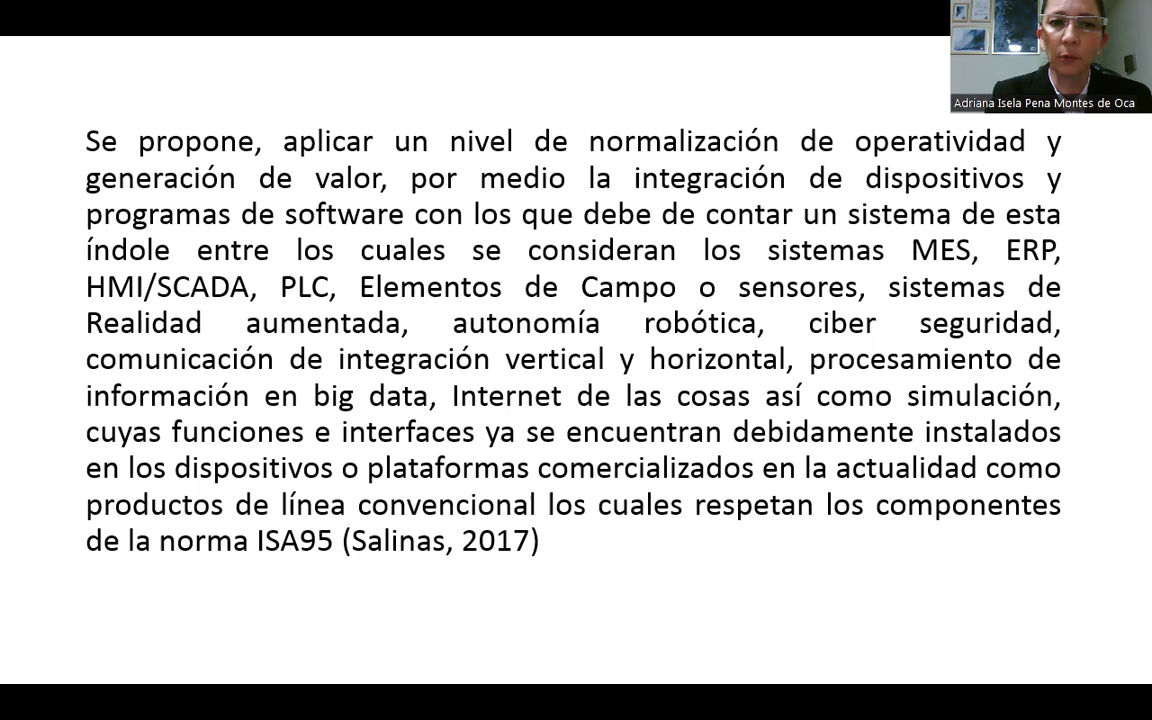 Adriana Isela Pena Montes de Oca
Se propone, aplicar un nivel de normalización de operatividad y
generación de valor, por medio la integración de dispositivos y
programas de software con los que debe de contar un sistema de esta
índole entre los cuales se consideran los sistemas MES, ERP,
HMI/SCADA, PLC, Elementos de Campo o sensores, sistemas de
Realidad aumentada, autonomía robótica, ciber seguridad,
comunicación de integración vertical y horizontal, procesamiento de
información en big data, Internet de las cosas así como simulación,
cuyas funciones e interfaces ya se encuentran debidamente instalados
en los dispositivos o plataformas comercializados en la actualidad como
productos de línea convencional los cuales respetan los componentes
de la norma ISA95 (Salinas, 2017)